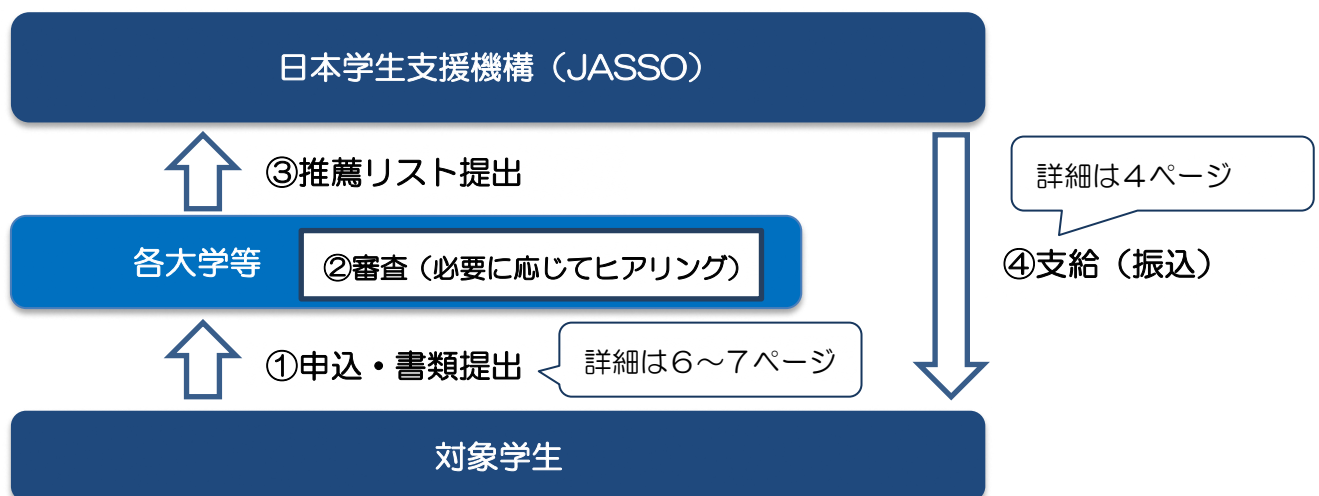 日本学生支援機構（JASSO）
③推薦リスト提出
詳細は４ページ
各大学等
②審査（必要に応じてヒアリング）
④支給（振込）
①申込・書類提出
詳細は６～７ページ
対象学生